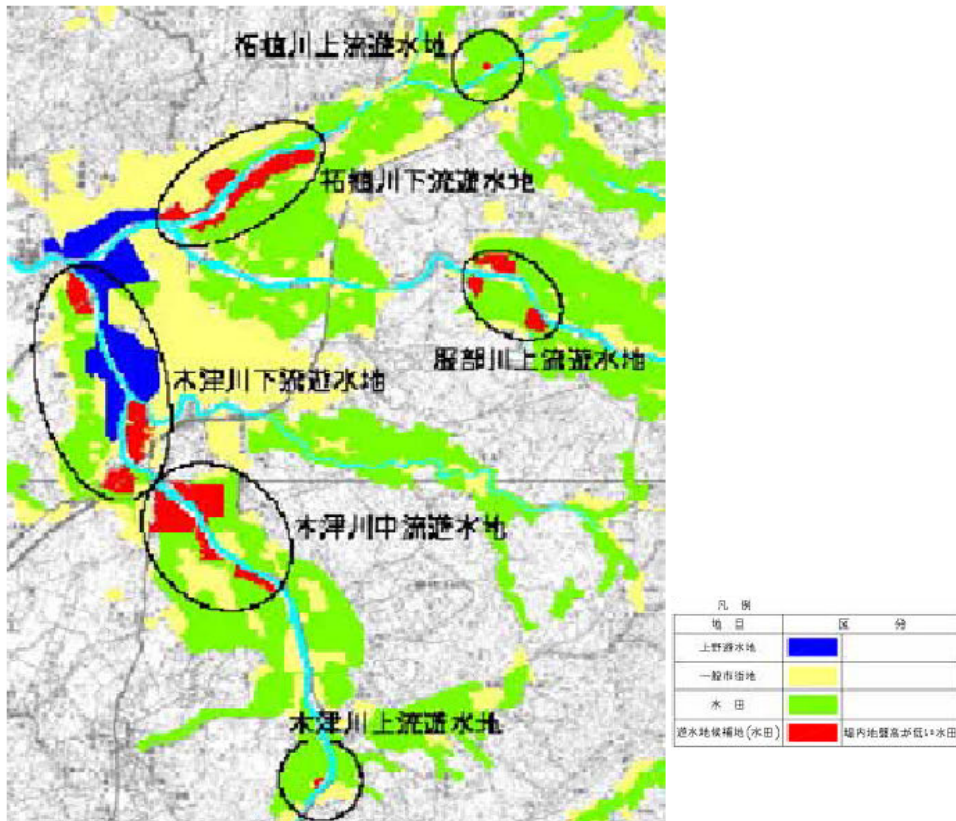 柘植川上流遊水地
柘植川下流遊水地
服部川上流遊水地
木津川下流遊水地
木津川中流遊水地
木津川上流遊水地
凡 例
地 目 区 分
上野遊水地
一般市街地
水 田
遊水地候補地(水田) 堤内地盤高が低い水田